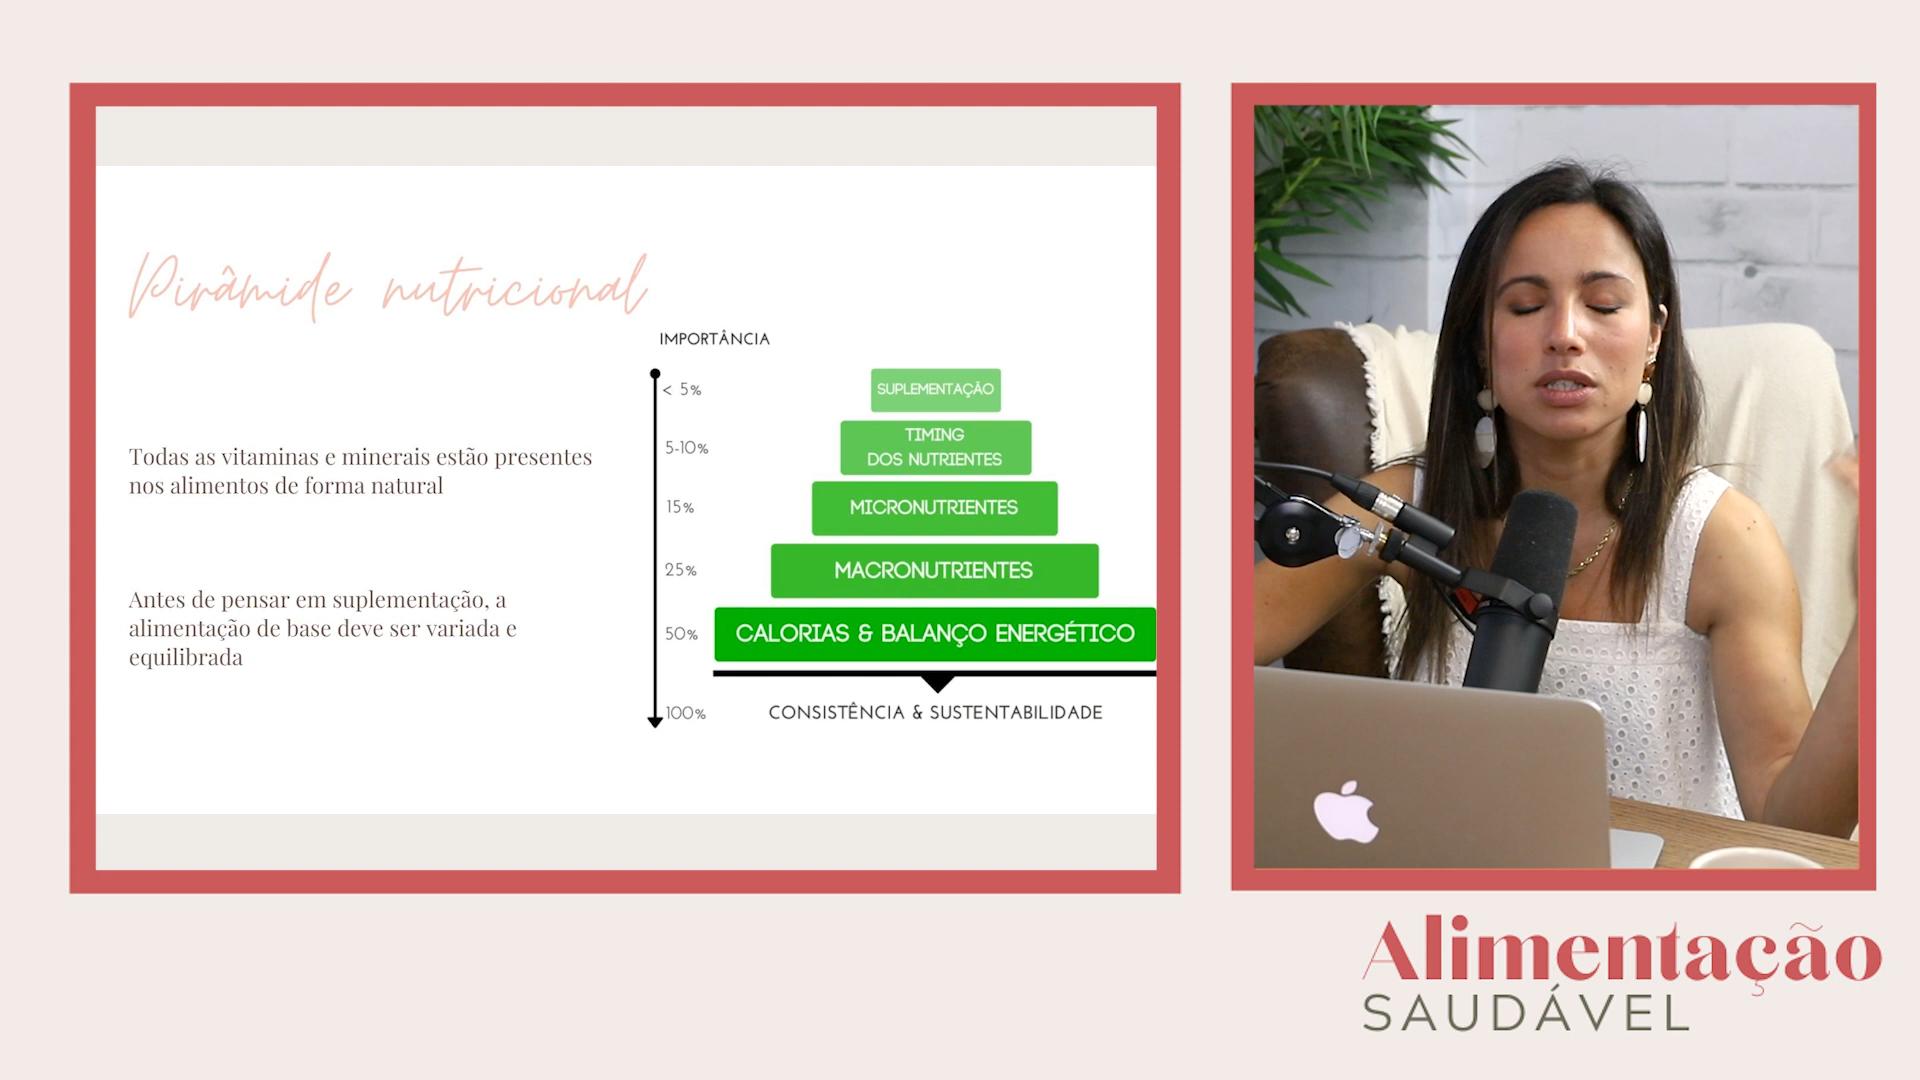 Pirâmide nutricional
Todas as vitaminas e minerais estão presentes
nos alimentos de forma natural
Antes de pensar em suplementação, a
alimentação de base deve ser variada e
equilibrada
IMPORTÂNCIA
< 5%
SUPLEMENTAÇÃO
5-10%
TIMING
DOS NUTRIENTES
15%
MICRONUTRIENTES
25%
MACRONUTRIENTES
50%
CALORIAS & BALANÇO ENERGÉTICO
100%
CONSISTÊNCIA & SUSTENTABILIDADE
Alimentação
SAUDÁVEL